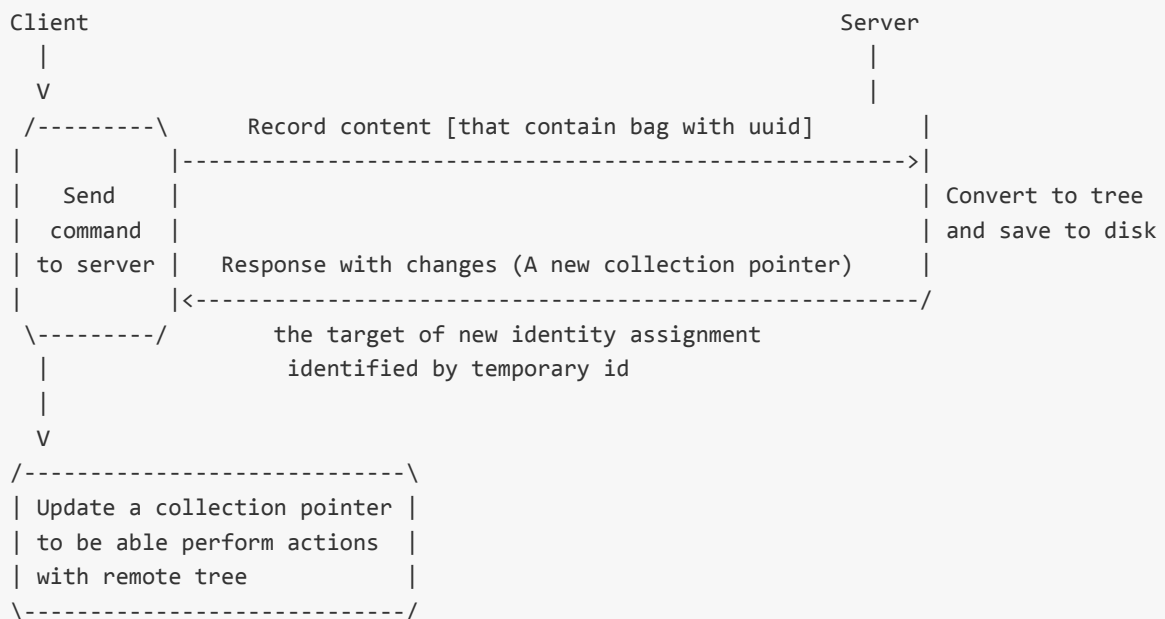 Client                                                         Server
  |                                                               |
  V                                                               |
 /---------\      Record content [that contain bag with uuid]        |
|           |------------------------------------------------------->|
|   Send    |                                                        | Convert to tree
|  command  |                                                        | and save to disk
| to server |   Response with changes (A new collection pointer)     |
|           |<-------------------------------------------------------/
 \---------/        the target of new identity assignment
  |                  identified by temporary id
  |
  V
/-----------------------------\
| Update a collection pointer |
| to be able perform actions  |
| with remote tree            |
\-----------------------------/